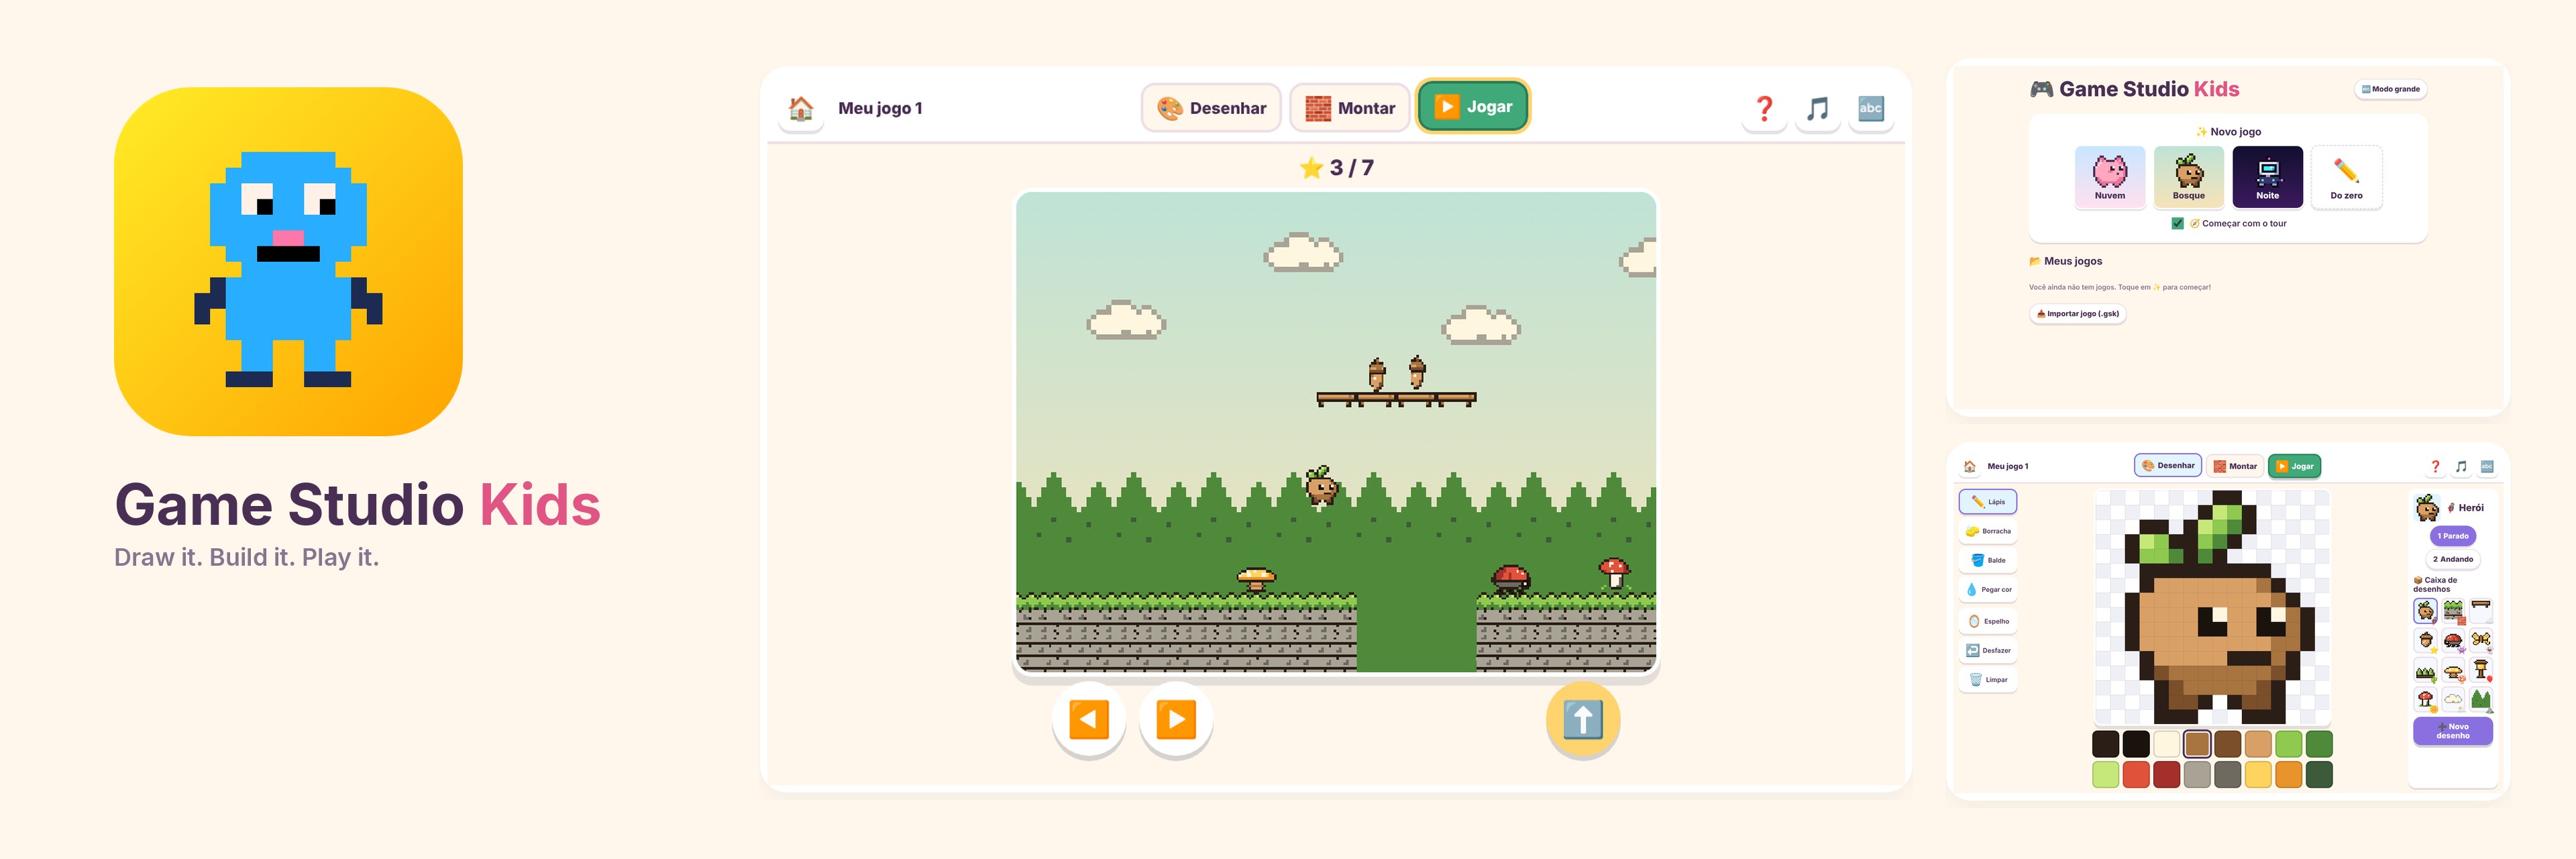 Game Studio Kids
Draw it. Build it. Play it.
Meu jogo 1
Desenhar
Montar
Jogar
abc
3 / 7
Game Studio Kids
Modo grande
Novo jogo
Nuvem
Bosque
Noite
Do zero
Começar com o tour
Meus jogos
Você ainda não tem jogos. Toque em ✨ para começar!
Importar jogo (.gsk)
Meu jogo 1
Desenhar
Montar
Jogar
abc
Lápis
Borracha
Balde
Pegar cor
Espelho
Desfazer
Limpar
Herói
1 Parado
2 Andando
Caixa de
desenhos
Novo
desenho